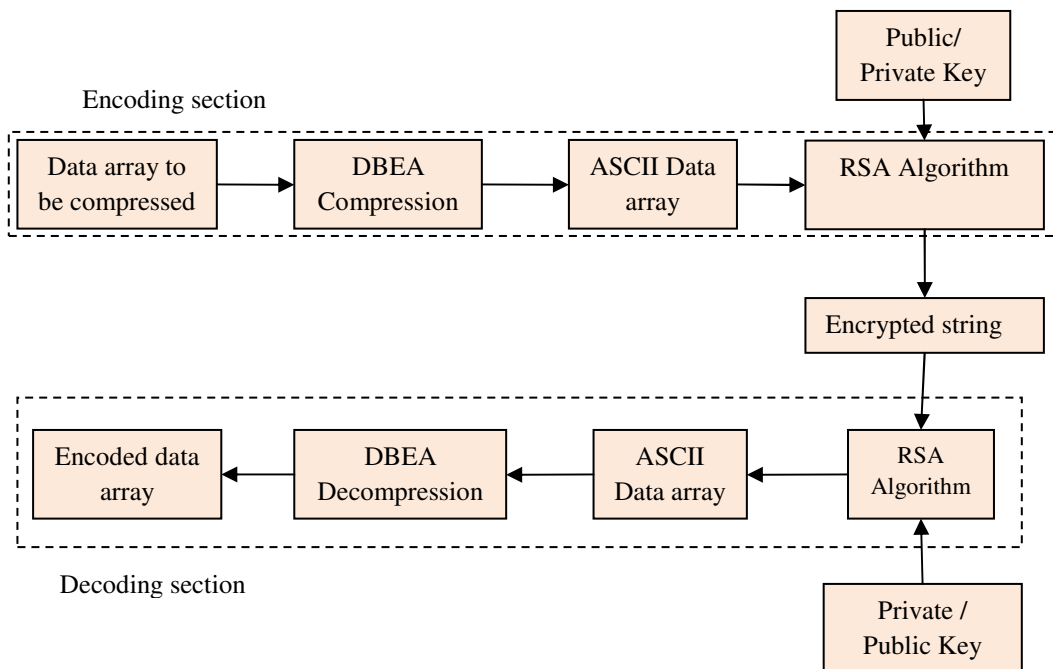 Public/
Private Key
Encoding section
Data array to
be compressed
DBEA
Compression
ASCII Data
array
RSA Algorithm
Encrypted string
Encoded data
array
DBEA
Decompression
ASCII
Data array
RSA
Algorithm
Decoding section
Private /
Public Key